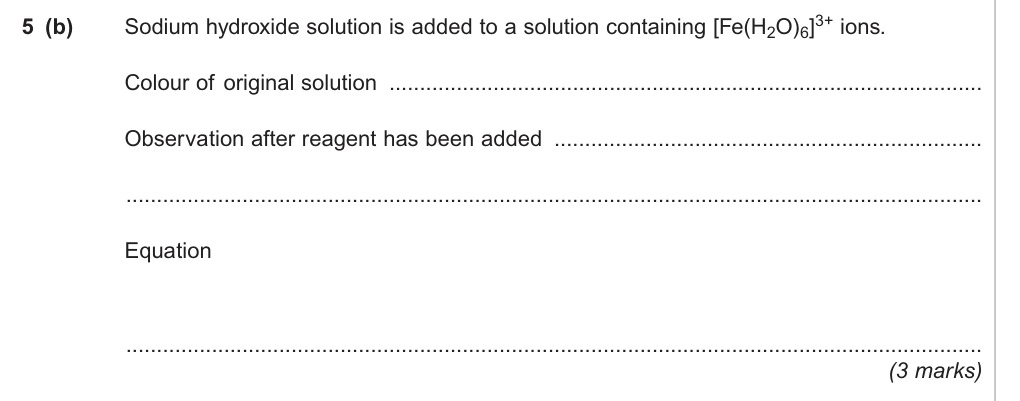 5 (b) Sodium hydroxide solution is added to a solution containing [Fe(H₂O)₆]³⁺ ions.
Colour of original solution ....................................................................................................
Observation after reagent has been added ........................................................................
................................................................................................................................................
Equation
................................................................................................................................................
(3 marks)